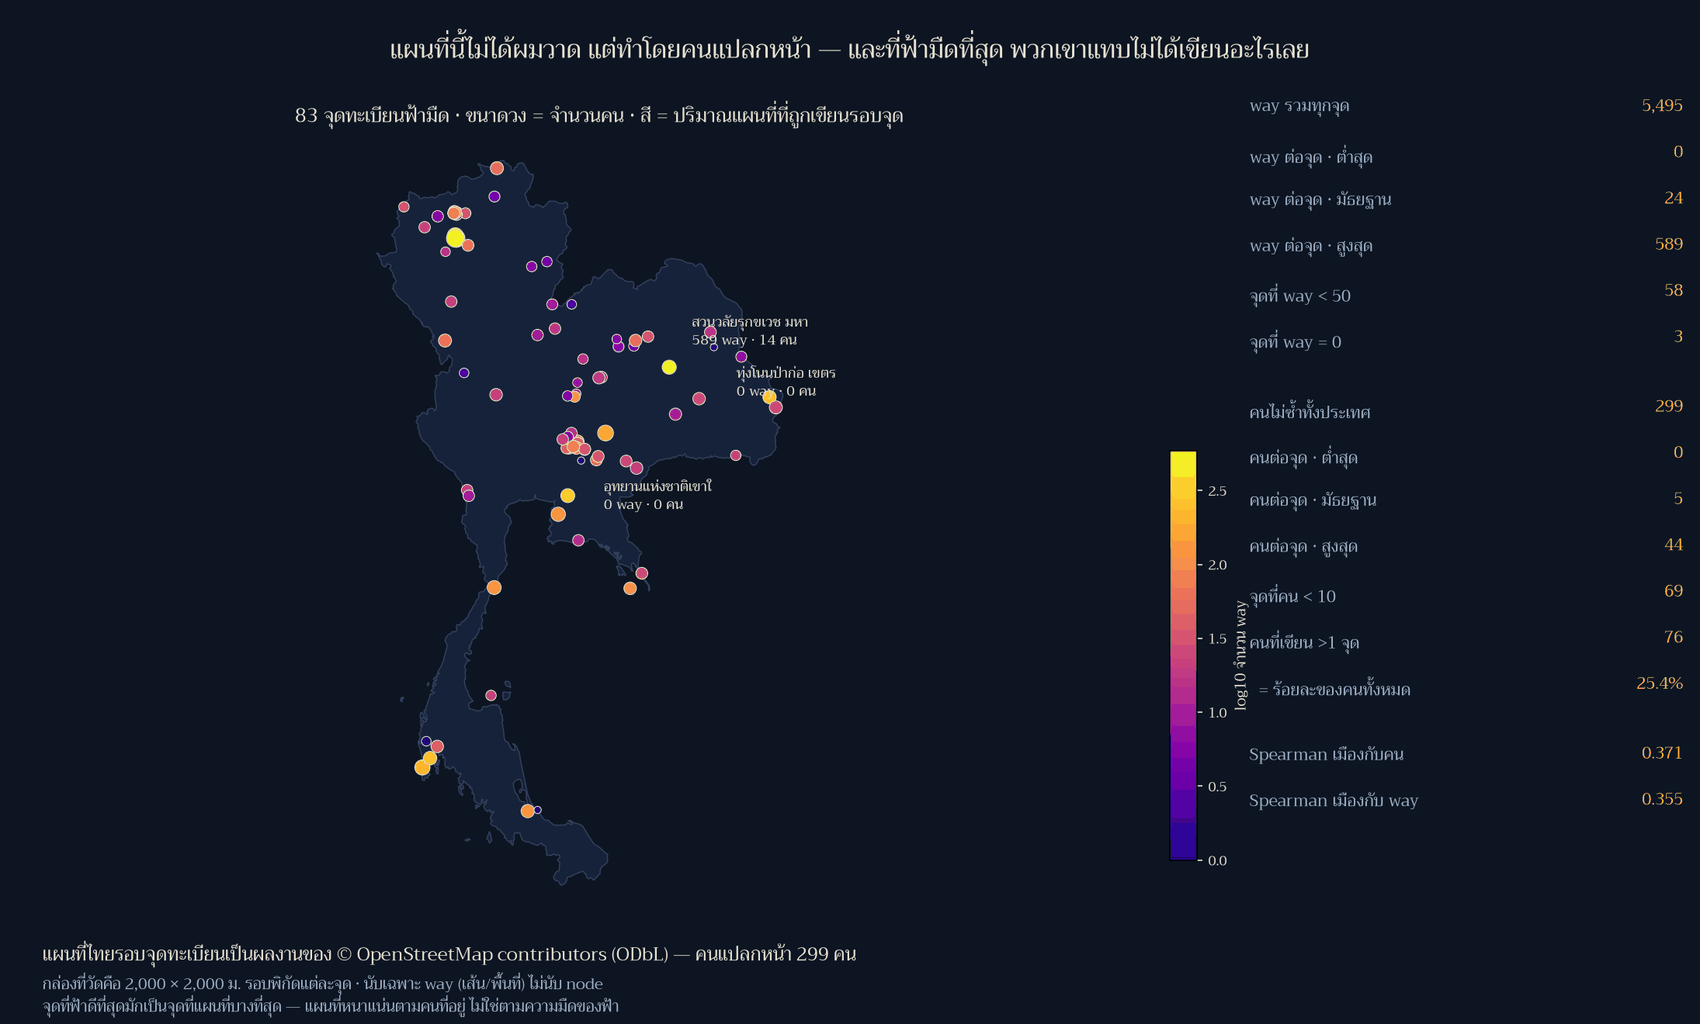 แผนที่นี้ไม่ได้ผมวาด แต่ทำโดยคนแปลกหน้า — และที่ฟ้ามืดที่สุด พวกเขาแทบไม่ได้เขียนอะไรเลย
83 จุดทะเบียนฟ้ามืด · ขนาดวง = จำนวนคน · สี = ปริมาณแผนที่ที่ถูกเขียนรอบจุด
สวนวลัยรุกขเวช มหา
589 way · 14 คน
ทุ่งโนนป่าก่อ เขตร
0 way · 0 คน
อุทยานแห่งชาติเขาใ
0 way · 0 คน
2.5
2.0
1.5
1.0
0.5
0.0
log10 จำนวน way
way รวมทุกจุด 5,495
way ต่อจุด · ต่ำสุด 0
way ต่อจุด · มัธยฐาน 24
way ต่อจุด · สูงสุด 589
จุดที่ way < 50 58
จุดที่ way = 0 3
คนไม่ซ้ำทั้งประเทศ 299
คนต่อจุด · ต่ำสุด 0
คนต่อจุด · มัธยฐาน 5
คนต่อจุด · สูงสุด 44
จุดที่คน < 10 69
คนที่เขียน >1 จุด 76
= ร้อยละของคนทั้งหมด 25.4%
Spearman เมืองกับคน 0.371
Spearman เมืองกับ way 0.355
แผนที่ไทยรอบจุดทะเบียนเป็นผลงานของ © OpenStreetMap contributors (ODbL) — คนแปลกหน้า 299 คน
กล่องที่วัดคือ 2,000 × 2,000 ม. รอบพิกัดแต่ละจุด · นับเฉพาะ way (เส้น/พื้นที่) ไม่นับ node
จุดที่ฟ้าดีที่สุดมักเป็นจุดที่แผนที่บางที่สุด — แผนที่หนาแน่นตามคนที่อยู่ ไม่ใช่ตามความมืดของฟ้า